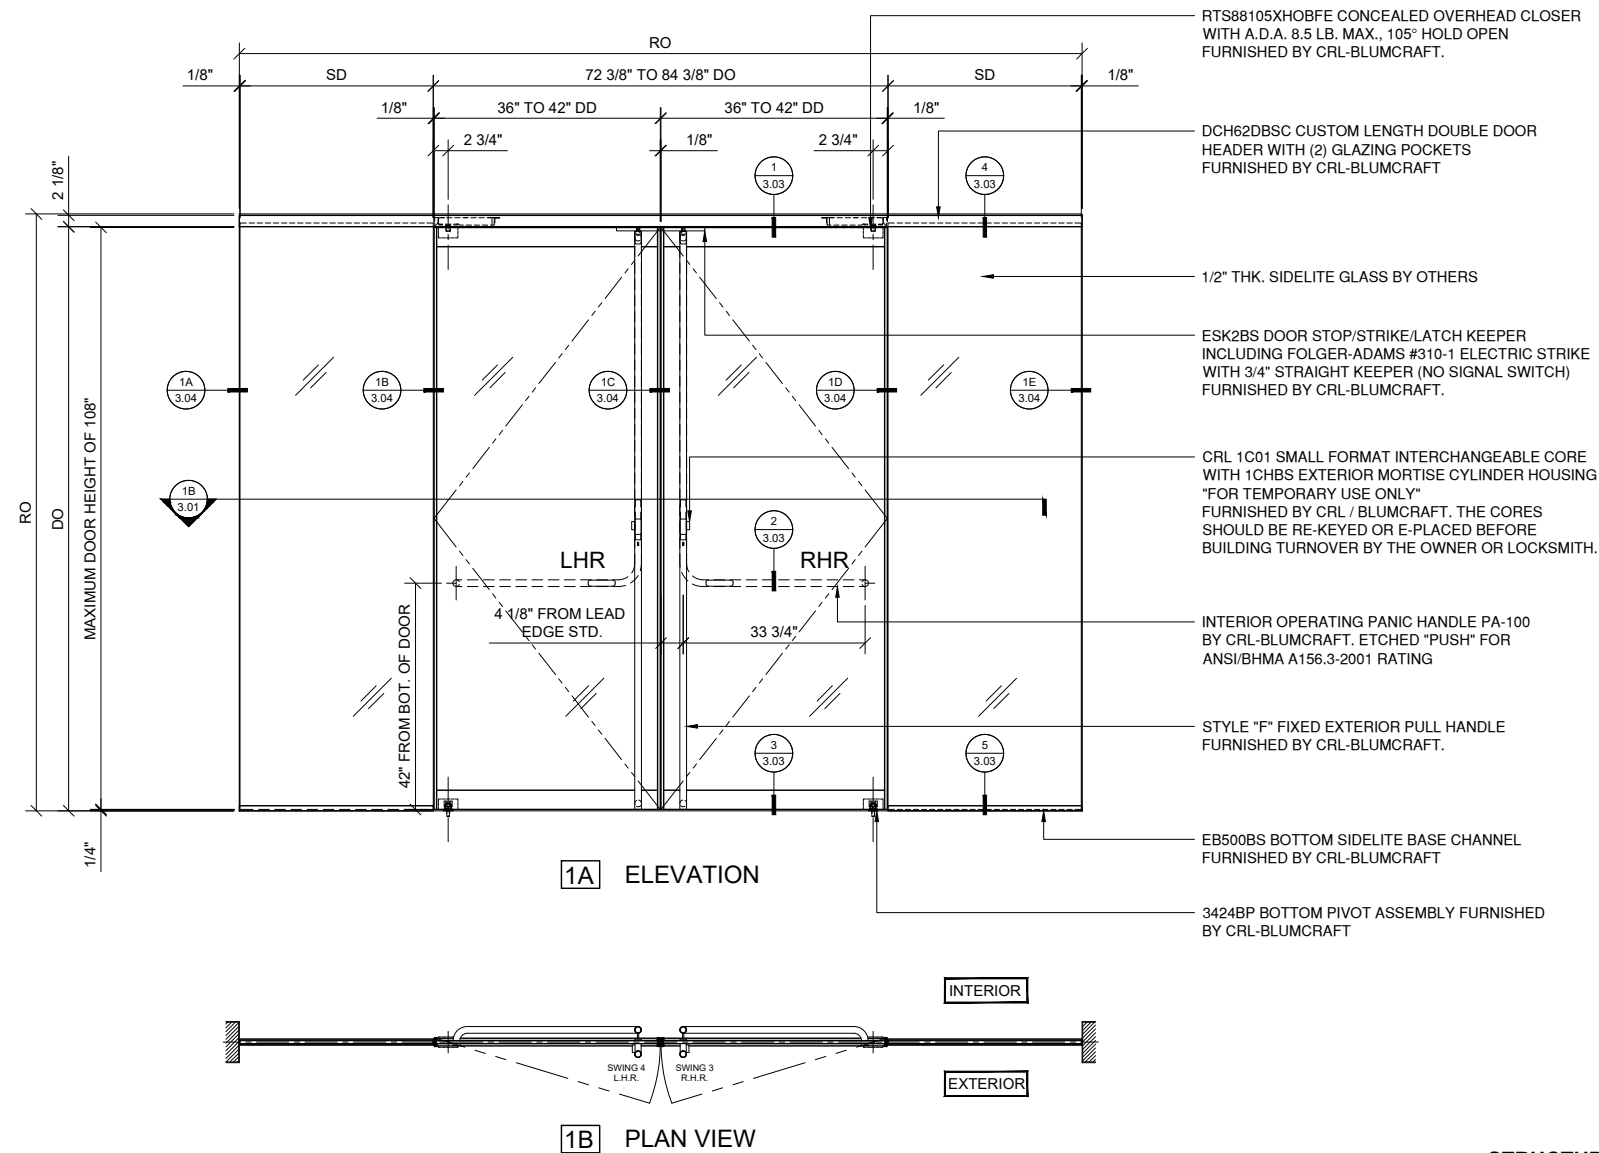 RTS88105XHOBFE CONCEALED OVERHEAD CLOSER
WITH A.D.A. 8.5 LB. MAX., 105° HOLD OPEN
FURNISHED BY CRL-BLUMCRAFT.
RO
1/8"
SD
72 3/8" TO 84 3/8" DO
SD
1/8"
1/8"
36" TO 42" DD
36" TO 42" DD
1/8"
2 3/4"
1/8"
2 3/4"
DCH62DBSC CUSTOM LENGTH DOUBLE DOOR
HEADER WITH (2) GLAZING POCKETS
FURNISHED BY CRL-BLUMCRAFT
1
3.03
4
3.03
2 1/8"
1/2" THK. SIDELITE GLASS BY OTHERS
ESK2BS DOOR STOP/STRIKE/LATCH KEEPER
INCLUDING FOLGER-ADAMS #310-1 ELECTRIC STRIKE
WITH 3/4" STRAIGHT KEEPER (NO SIGNAL SWITCH)
FURNISHED BY CRL-BLUMCRAFT.
1A
3.04
1B
3.04
1C
3.04
1D
3.04
1E
3.04
RO
DO
MAXIMUM DOOR HEIGHT OF 108"
1B
3.01
CRL 1C01 SMALL FORMAT INTERCHANGEABLE CORE
WITH 1CHBS EXTERIOR MORTISE CYLINDER HOUSING
"FOR TEMPORARY USE ONLY"
FURNISHED BY CRL / BLUMCRAFT. THE CORES
SHOULD BE RE-KEYED OR E-PLACED BEFORE
BUILDING TURNOVER BY THE OWNER OR LOCKSMITH.
2
3.03
LHR
RHR
4 1/8" FROM LEAD
EDGE STD.
33 3/4"
42" FROM BOT. OF DOOR
INTERIOR OPERATING PANIC HANDLE PA-100
BY CRL-BLUMCRAFT. ETCHED "PUSH" FOR
ANSI/BHMA A156.3-2001 RATING
STYLE "F" FIXED EXTERIOR PULL HANDLE
FURNISHED BY CRL-BLUMCRAFT.
3
3.03
5
3.03
1/4"
EB500BS BOTTOM SIDELITE BASE CHANNEL
FURNISHED BY CRL-BLUMCRAFT
1A ELEVATION
3424BP BOTTOM PIVOT ASSEMBLY FURNISHED
BY CRL-BLUMCRAFT
INTERIOR
SWING 4
L.H.R.
SWING 3
R.H.R.
EXTERIOR
1B PLAN VIEW